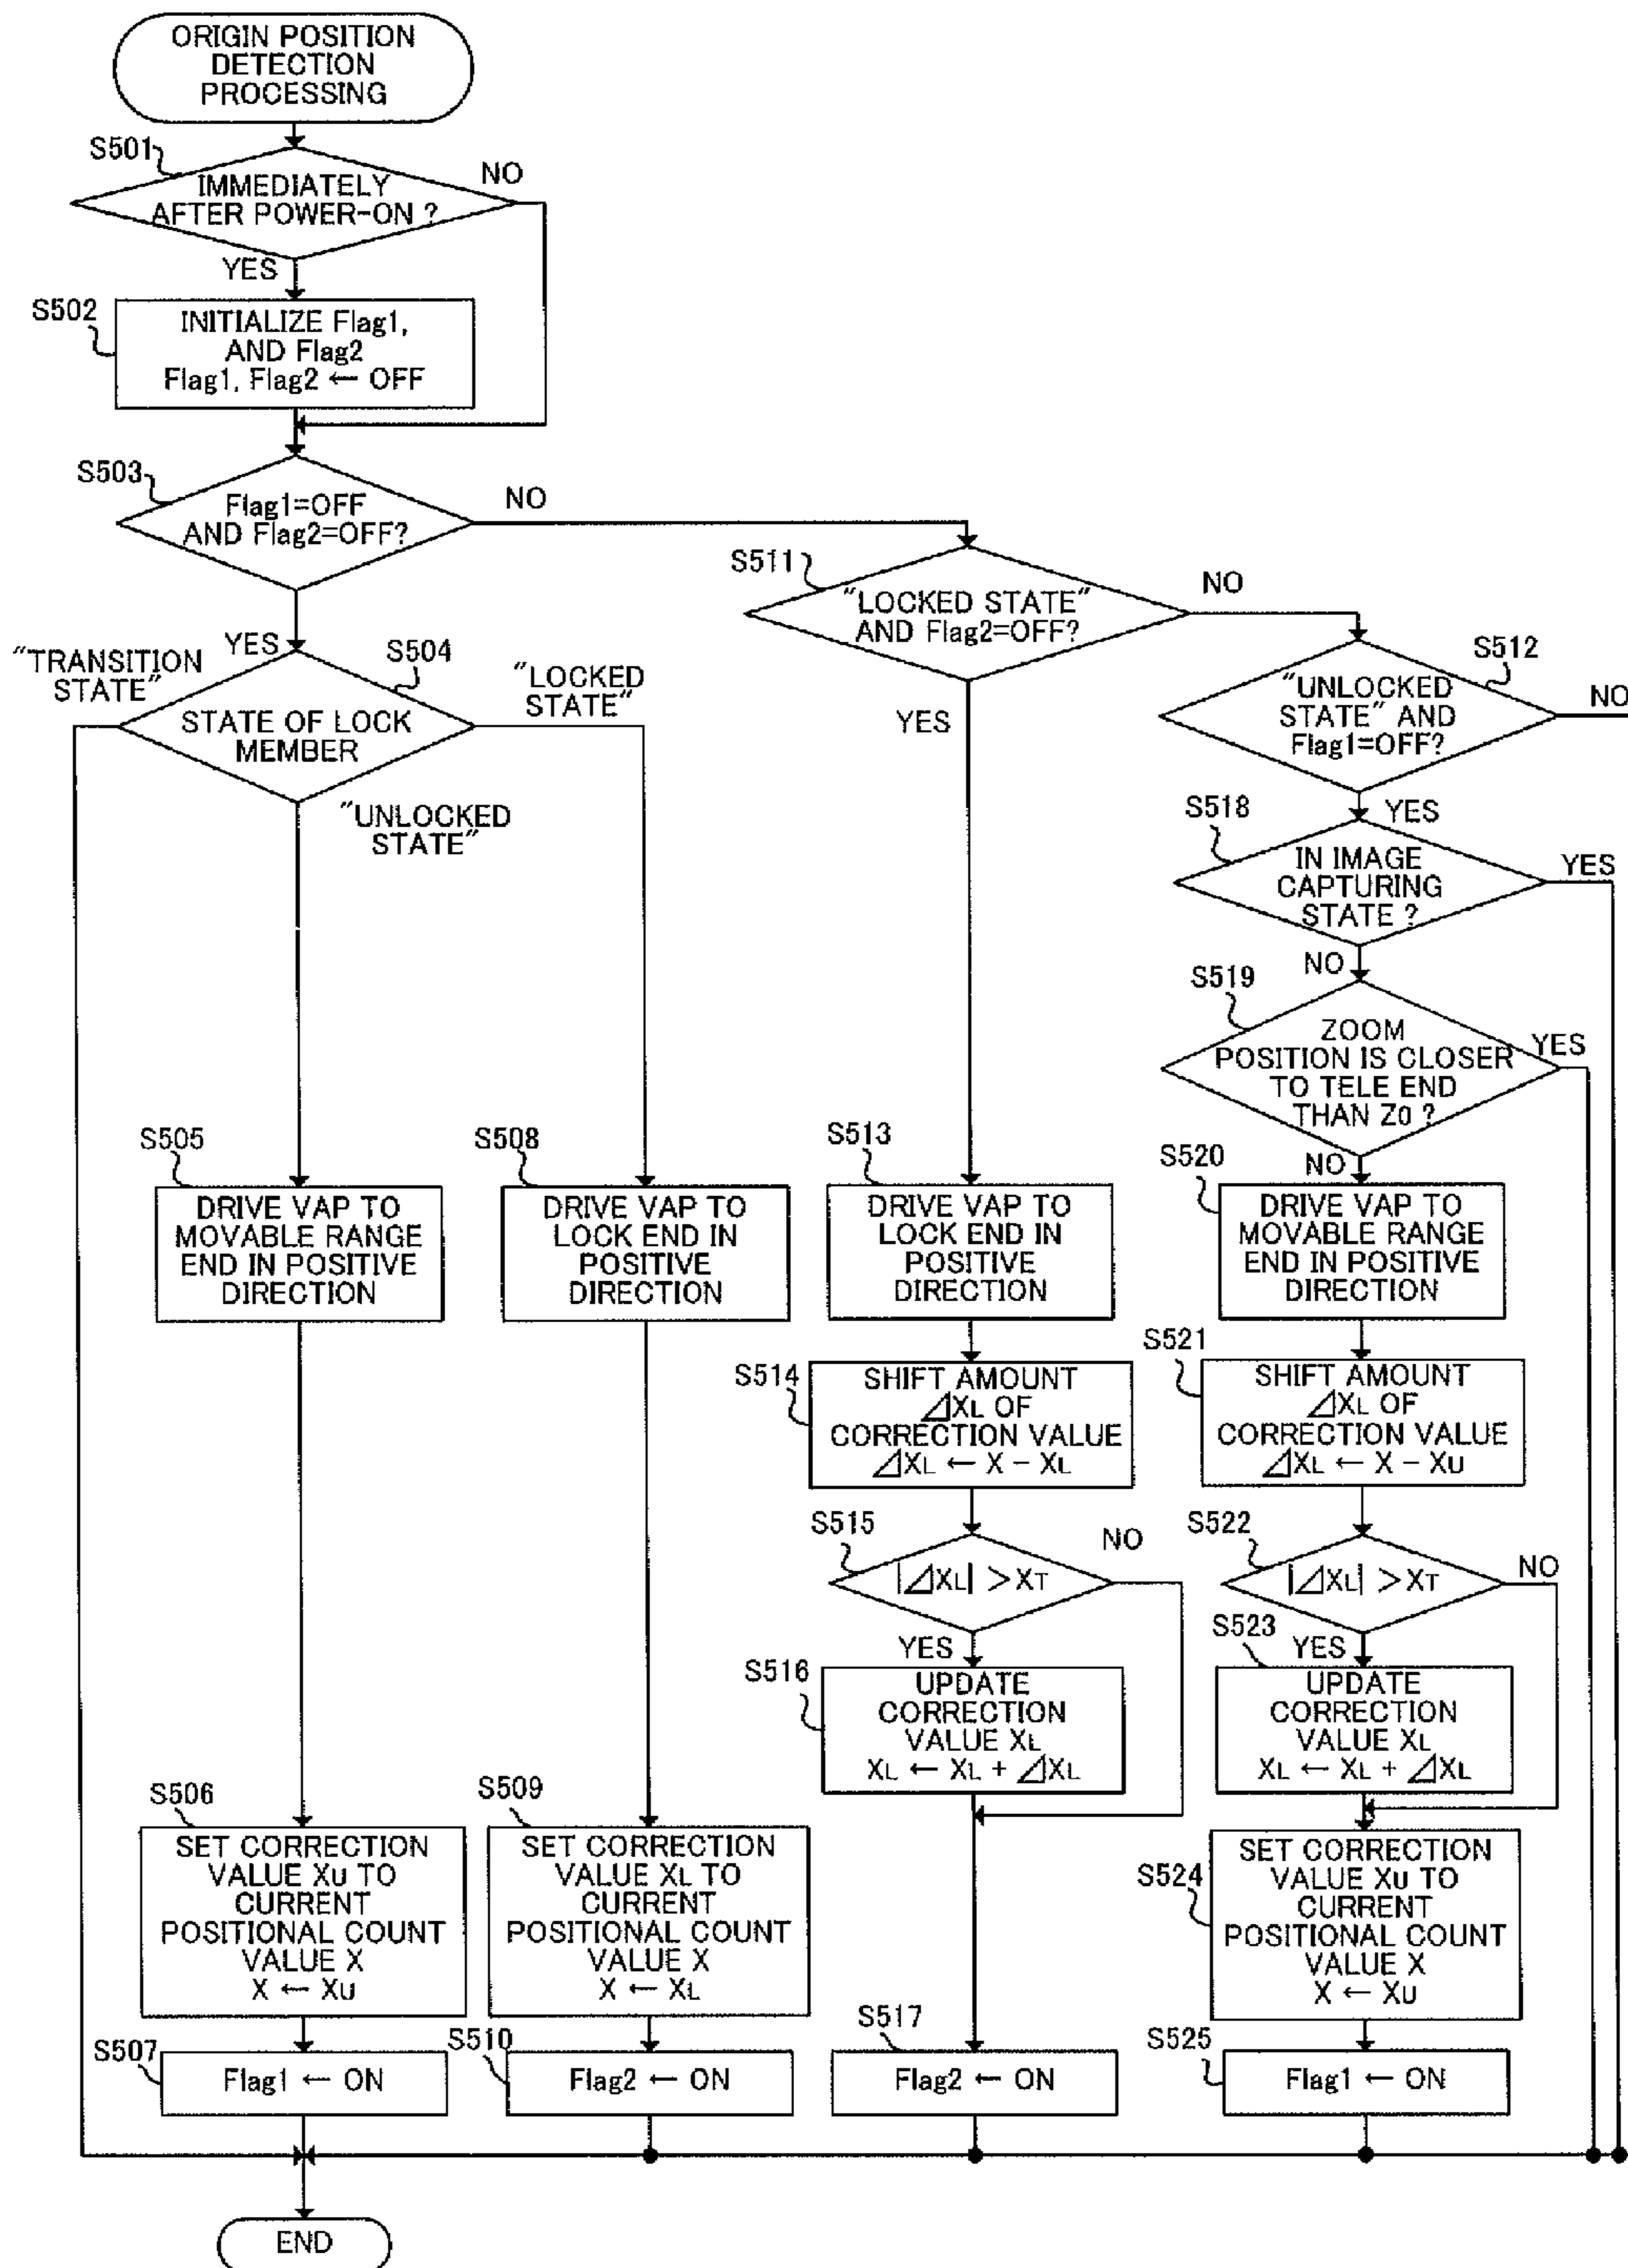 ORIGIN POSITION
DETECTION
PROCESSING
S501
IMMEDIATELY
AFTER POWER-ON ?
NO
YES
S502
INITIALIZE Flag1,
AND Flag2
Flag1, Flag2 ← OFF
S503
Flag1=OFF
AND Flag2=OFF?
NO
YES
S511
"LOCKED STATE"
AND Flag2=OFF?
NO
YES
S512
"UNLOCKED
STATE" AND
Flag1=OFF?
NO
YES
S504
STATE OF LOCK
MEMBER
"TRANSITION
STATE"
"LOCKED
STATE"
"UNLOCKED
STATE"
S518
IN IMAGE
CAPTURING
STATE ?
YES
NO
S519
ZOOM
POSITION IS CLOSER
TO TELE END
THAN Z0 ?
YES
NO
S505
DRIVE VAP TO
MOVABLE RANGE
END IN POSITIVE
DIRECTION
S508
DRIVE VAP TO
LOCK END IN
POSITIVE
DIRECTION
S513
DRIVE VAP TO
LOCK END IN
POSITIVE
DIRECTION
S520
DRIVE VAP TO
MOVABLE RANGE
END IN POSITIVE
DIRECTION
S514
SHIFT AMOUNT
⊿XL OF
CORRECTION VALUE
⊿XL ← X - XL
S521
SHIFT AMOUNT
⊿XL OF
CORRECTION VALUE
⊿XL ← X - XU
S515
|⊿XL| >XT
NO
YES
S522
|⊿XL| >XT
NO
YES
S516
UPDATE
CORRECTION
VALUE XL
XL ← XL + ⊿XL
S523
UPDATE
CORRECTION
VALUE XL
XL ← XL + ⊿XL
S506
SET CORRECTION
VALUE XU TO
CURRENT
POSITIONAL COUNT
VALUE X
X ← XU
S509
SET CORRECTION
VALUE XL TO
CURRENT
POSITIONAL COUNT
VALUE X
X ← XL
S524
SET CORRECTION
VALUE XU TO
CURRENT
POSITIONAL COUNT
VALUE X
X ← XU
S507
Flag1 ← ON
S510
Flag2 ← ON
S517
Flag2 ← ON
S525
Flag1 ← ON
END